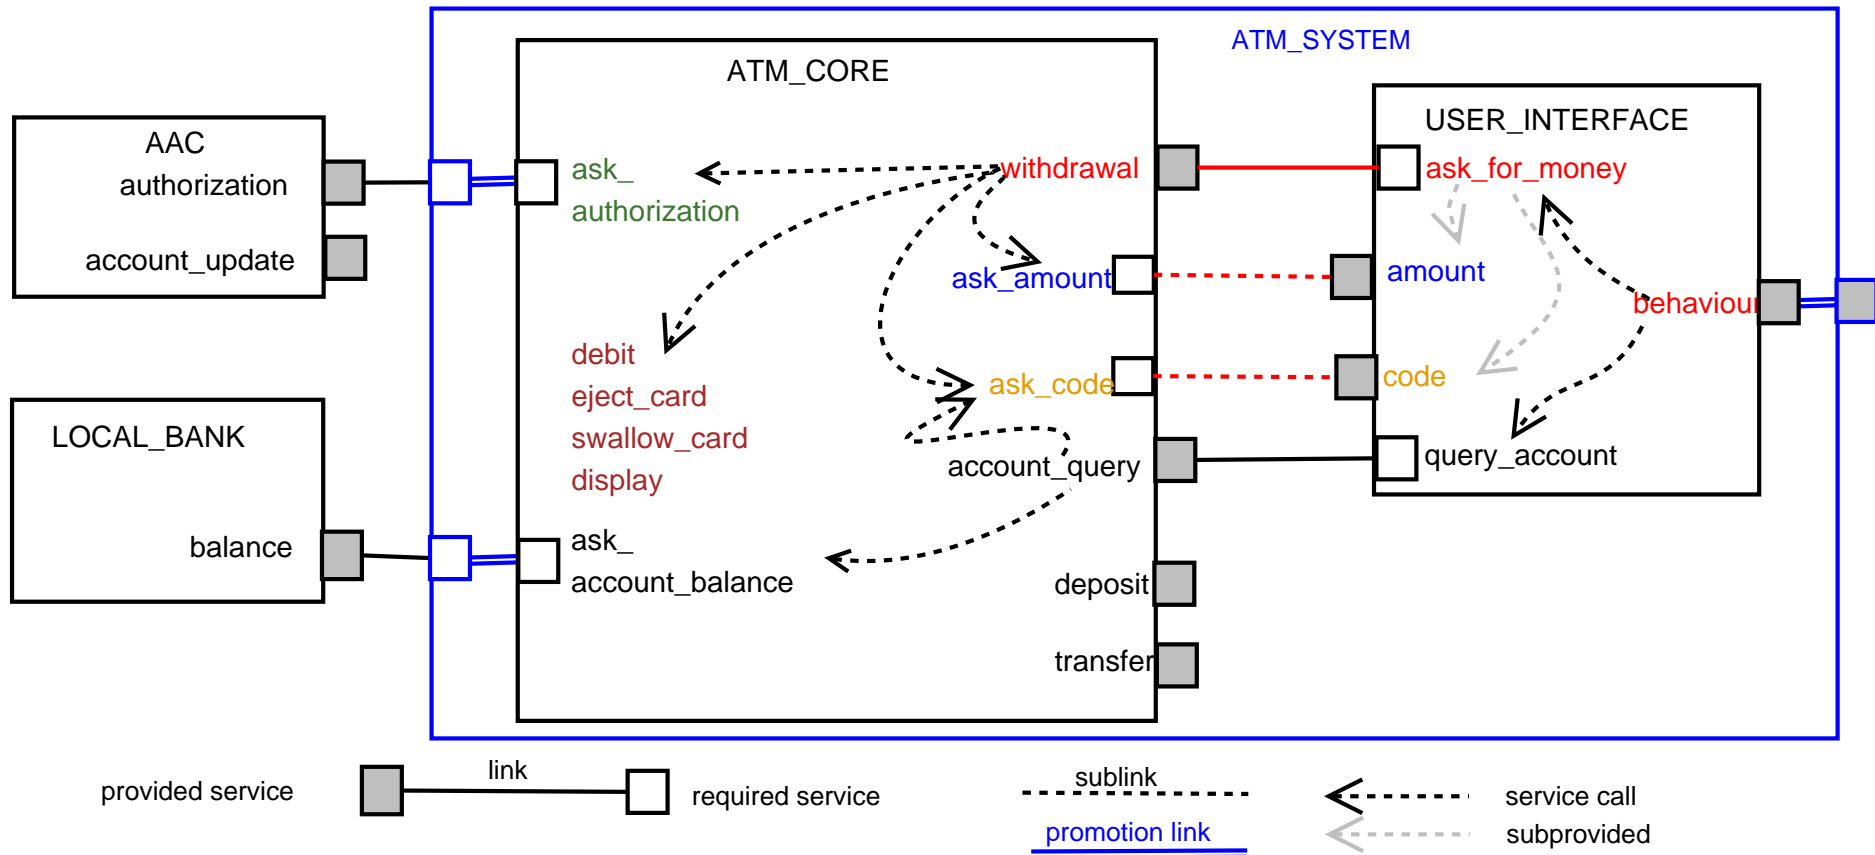 ATM_SYSTEM
ATM_CORE
AAC
authorization
account_update
ask_
authorization
withdrawal
USER_INTERFACE
ask_for_money
ask_amount
amount
behaviour
debit
eject_card
swallow_card
display
ask_code
code
LOCAL_BANK
account_query
query_account
balance
ask_
account_balance
deposit
transfer
provided service
link
required service
sublink
promotion link
service call
subprovided